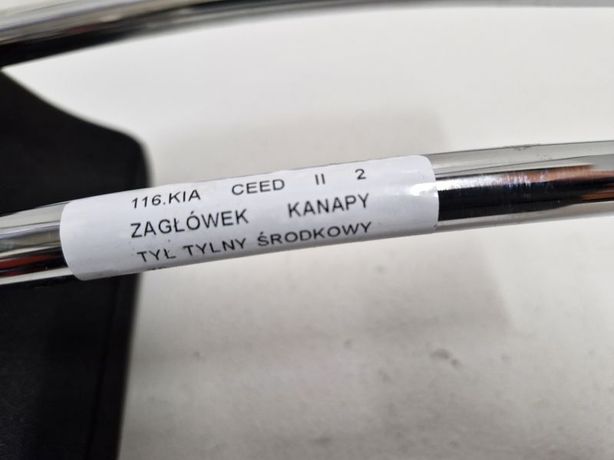 116.KIA CEED II 2
ZAGŁÓWEK KANAPY
TYŁ TYLNY ŚRODKOWY